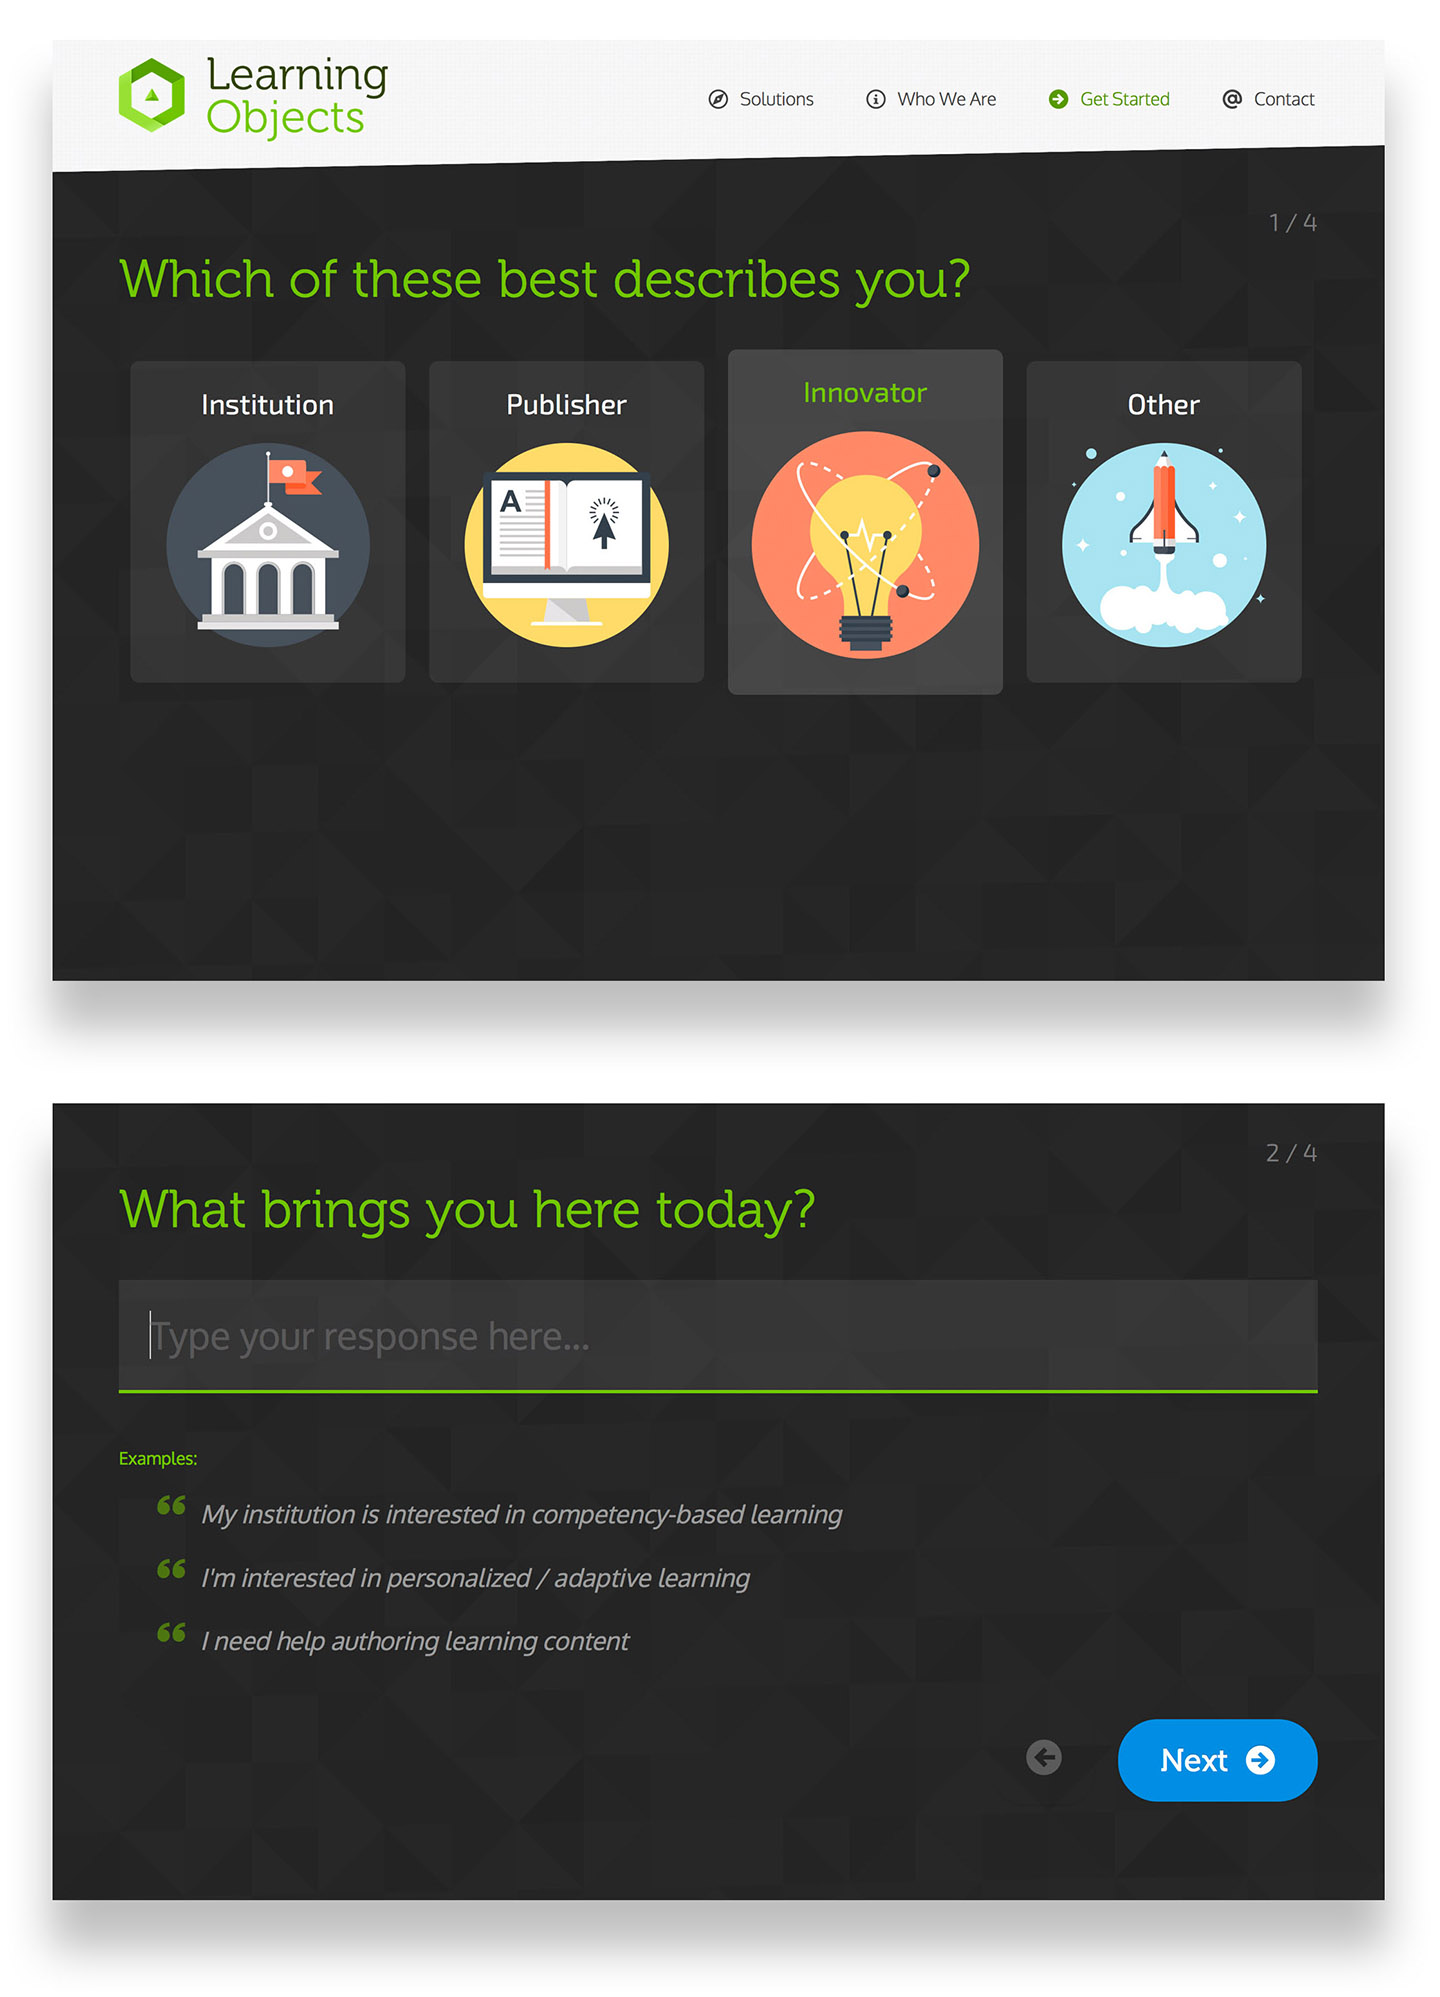 Learning
Objects
Solutions
Who We Are
Get Started
Contact
1 / 4
Which of these best describes you?
Institution
Publisher
Innovator
Other
A
2 / 4
What brings you here today?
Type your response here...
Examples:
My institution is interested in competency-based learning
I'm interested in personalized / adaptive learning
I need help authoring learning content
Next